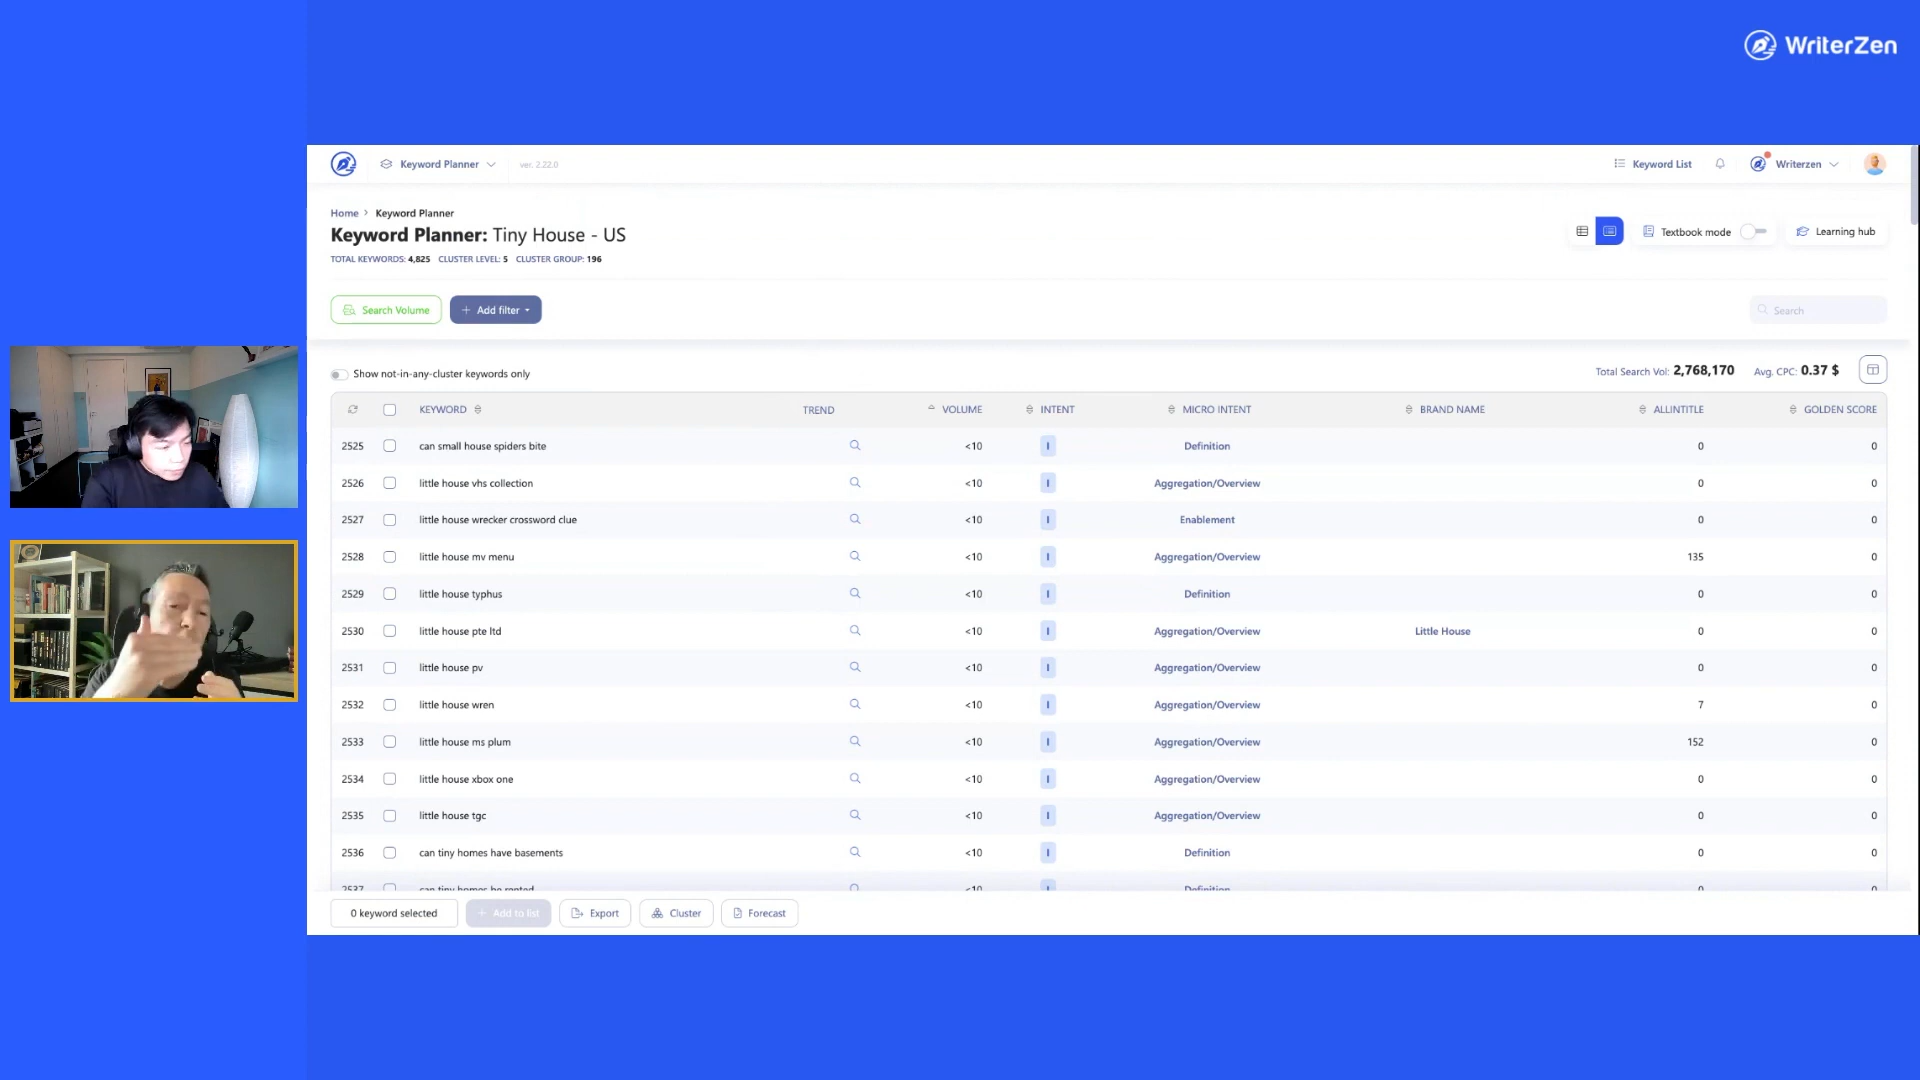 WriterZen
Keyword Planner ver. 2.22.0 Keyword List Writerzen
Home > Keyword Planner
Keyword Planner: Tiny House - US
TOTAL KEYWORDS: 4,825 CLUSTER LEVEL: 5 CLUSTER GROUP: 196
Textbook mode Learning hub
Search Volume + Add filter Search
Show not-in-any-cluster keywords only Total Search Vol: 2,768,170 Avg. CPC: 0.37 $
KEYWORD TREND VOLUME INTENT MICRO INTENT BRAND NAME ALLINTITLE GOLDEN SCORE
2525 can small house spiders bite <10 I Definition 0 0
2526 little house vhs collection <10 I Aggregation/Overview 0 0
2527 little house wrecker crossword clue <10 I Enablement 0 0
2528 little house mv menu <10 I Aggregation/Overview 135 0
2529 little house typhus <10 I Definition 0 0
2530 little house pte ltd <10 I Aggregation/Overview Little House 0 0
2531 little house pv <10 I Aggregation/Overview 0 0
2532 little house wren <10 I Aggregation/Overview 7 0
2533 little house ms plum <10 I Aggregation/Overview 152 0
2534 little house xbox one <10 I Aggregation/Overview 0 0
2535 little house tgc <10 I Aggregation/Overview 0 0
2536 can tiny homes have basements <10 I Definition 0 0
2537 can tiny homes be rented <10 I Definition 0 0
0 keyword selected + Add to list Export Cluster Forecast